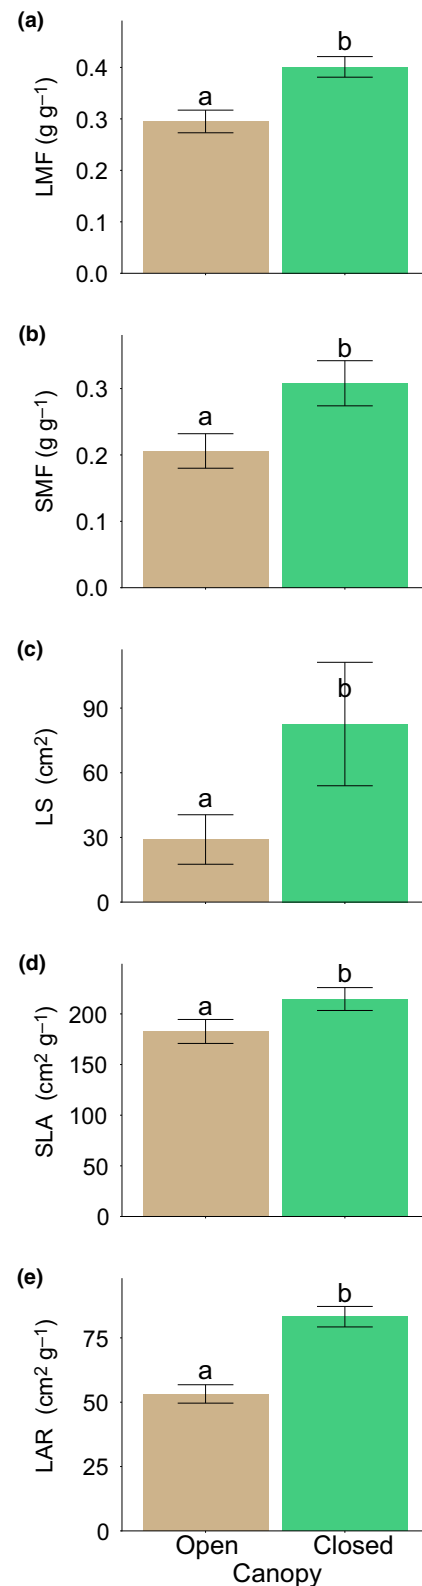 (a)
LMF (g g⁻¹)
0.4
0.3
0.2
0.1
0.0
a
b
(b)
SMF (g g⁻¹)
0.3
0.2
0.1
0.0
a
b
(c)
LS (cm²)
90
60
30
0
a
b
(d)
SLA (cm² g⁻¹)
200
150
100
50
0
a
b
(e)
LAR (cm² g⁻¹)
75
50
25
0
a
b
Open Closed
Canopy